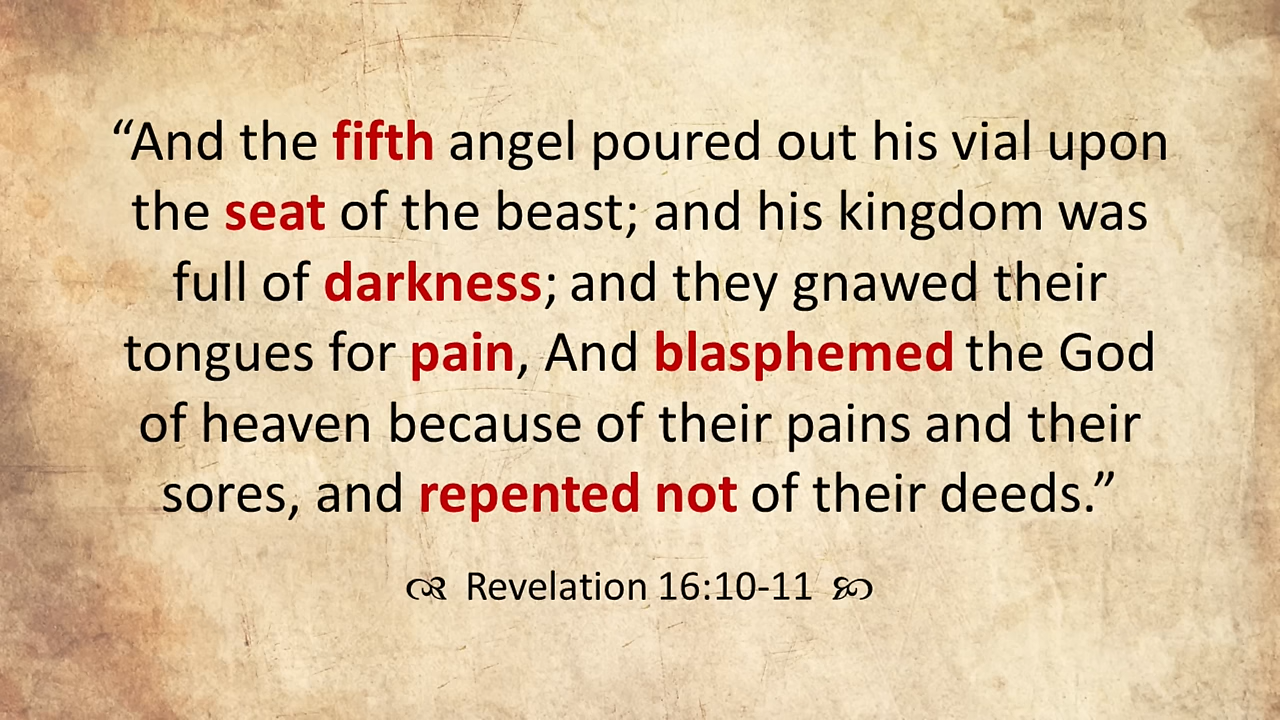 “And the fifth angel poured out his vial upon
the seat of the beast; and his kingdom was
full of darkness; and they gnawed their
tongues for pain, And blasphemed the God
of heaven because of their pains and their
sores, and repented not of their deeds.”
Revelation 16:10-11